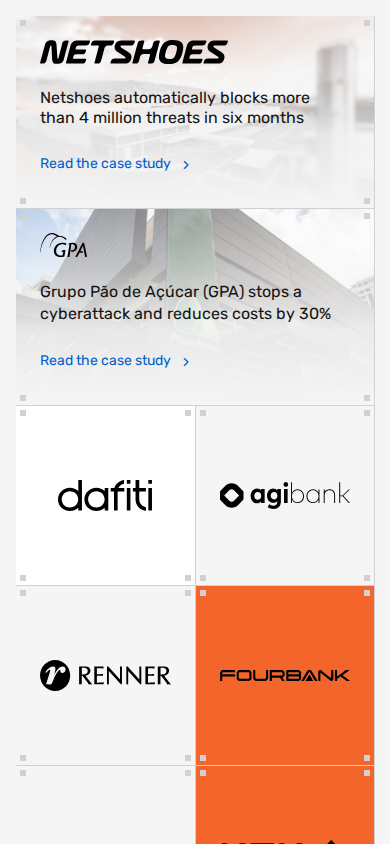 NETSHOES
Netshoes automatically blocks more
than 4 million threats in six months
Read the case study
GPA
Grupo Pão de Açúcar (GPA) stops a
cyberattack and reduces costs by 30%
Read the case study
dafiti
agibank
r RENNER
FOURBANK